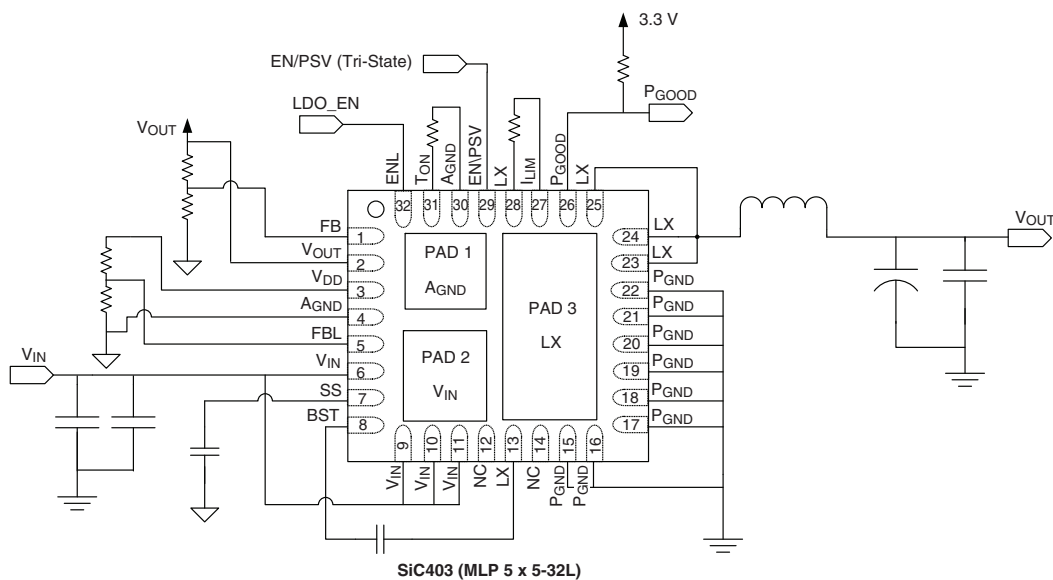 3.3 V
EN/PSV (Tri-State)
PGOOD
LDO_EN
VOUT
ENL
TON
AGND
EN\PSV
LX
ILIM
PGOOD
LX
32
31
30
29
28
27
26
25
FB
1
VOUT
2
VDD
3
AGND
4
FBL
5
VIN
VIN
6
SS
7
BST
8
PAD 1
AGND
PAD 2
VIN
PAD 3
LX
24
LX
23
LX
22
PGND
21
PGND
20
PGND
19
PGND
18
PGND
17
PGND
VOUT
9
10
11
12
13
14
15
16
VIN
VIN
VIN
NC
LX
NC
PGND
PGND
SiC403 (MLP 5 x 5-32L)